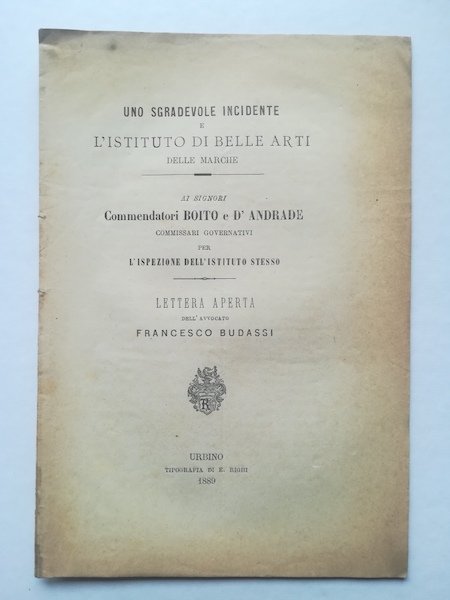 UNO SGRADEVOLE INCIDENTE
E
L'ISTITUTO DI BELLE ARTI
DELLE MARCHE
AI SIGNORI
Commendatori BOITO e D' ANDRADE
COMMISSARI GOVERNATIVI
PER
L'ISPEZIONE DELL'ISTITUTO STESSO
LETTERA APERTA
DELL'AVVOCATO
FRANCESCO BUDASSI
R
URBINO
TIPOGRAFIA DI E. RIGHI
1889